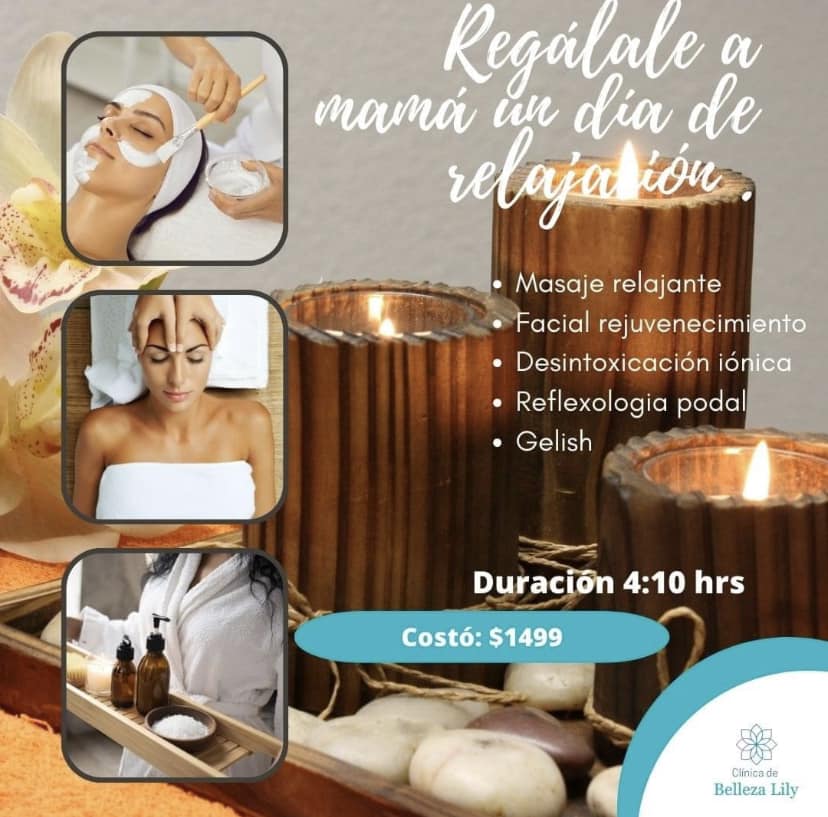 Regálale a
mamá un día de
relajación .
• Masaje relajante
• Facial rejuvenecimiento
• Desintoxicación iónica
• Reflexologia podal
• Gelish
Duración 4:10 hrs
Costó: $1499
Clínica de
Belleza Lily